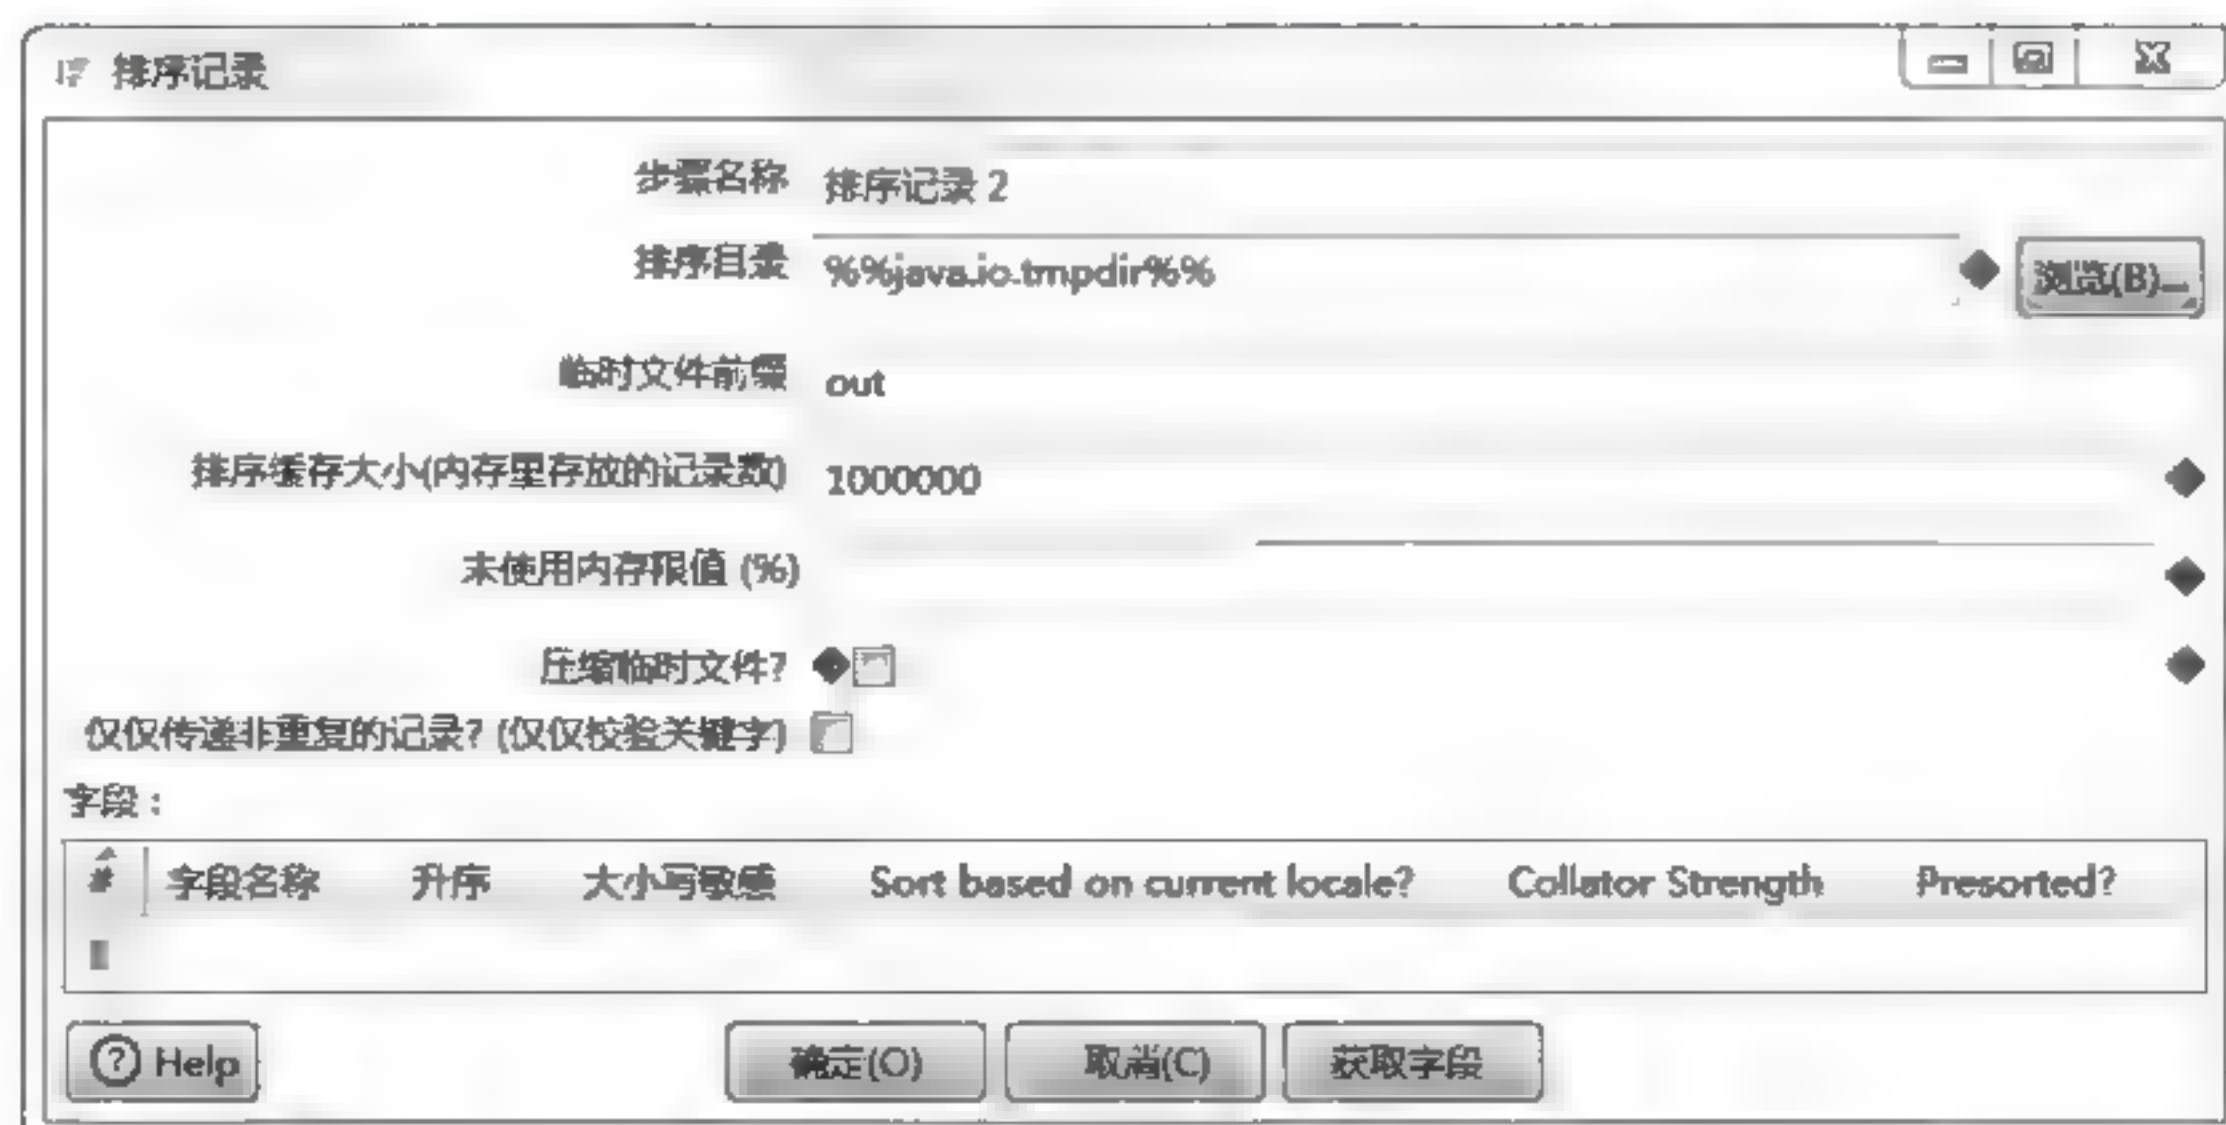 排序记录
步骤名称 排序记录 2
排序目录 %%java.io.tmpdir%% 浏览(B)...
临时文件前缀 out
排序缓存大小(内存里存放的记录数) 1000000
未使用内存限值 (%)
压缩临时文件?
仅仅传递非重复的记录? (仅仅校验关键字)
字段：
# 字段名称 升序 大小写敏感 Sort based on current locale? Collator Strength Presorted?
Help 确定(O) 取消(C) 获取字段